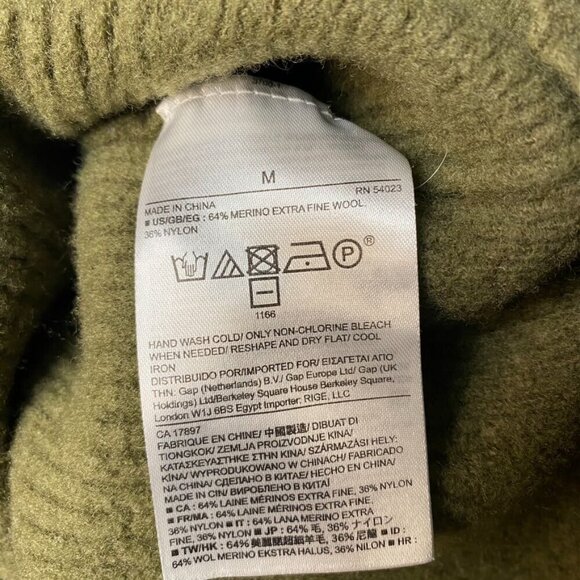 M
RN 54023
MADE IN CHINA
■ US/GB/EG : 64% MERINO EXTRA FINE WOOL,
36% NYLON
P ®
1166
HAND WASH COLD/ ONLY NON-CHLORINE BLEACH
WHEN NEEDED/ RESHAPE AND DRY FLAT/ COOL
IRON
DISTRIBUIDO POR/IMPORTED FOR/ ΕΙΣΑΓΕΤΑΙ ΑΠΟ
ΤΗΝ: Gap (Netherlands) B.V./ Gap Europe Ltd/ Gap (UK
Holdings) Ltd/Berkeley Square House Berkeley Square,
London W1J 6BS Egypt Importer: RIGE, LLC
CA 17897
FABRIQUÉ EN CHINE/ 中國製造/ DIBUAT DI
TIONGKOK/ ZEMLJA PROIZVODNJE KINA/
ΚΑΤΑΣΚΕΥΑΣΤΗΚΕ ΣΤΗΝ ΚΙΝΑ/ SZÁRMAZÁSI HELY:
KÍNA/ WYPRODUKOWANO W CHINACH/ FABRICADO
EN CHINA/ FABRICAT ÎN CHINA/ HECHO EN CHINA/
MADE IN CIN/ ВИРОБЛЕНО В КИТАЇ
■ CA : 64% LAINE MÉRINOS EXTRA FINE, 36% NYLON
■ FR/MA : 64% LAINE MÉRINOS EXTRA FINE, 36%
NYLON ■ IT : 64% LANA MERINO EXTRA FINE, 36%
NYLON ■ JP : 64% 毛, 36% ナイロン
■ TW/HK : 64% 美麗諾超細羊毛, 36% 尼龍 ■ ID :
64% WOL MERINO EKSTRA HALUS, 36% NILON ■ HR :